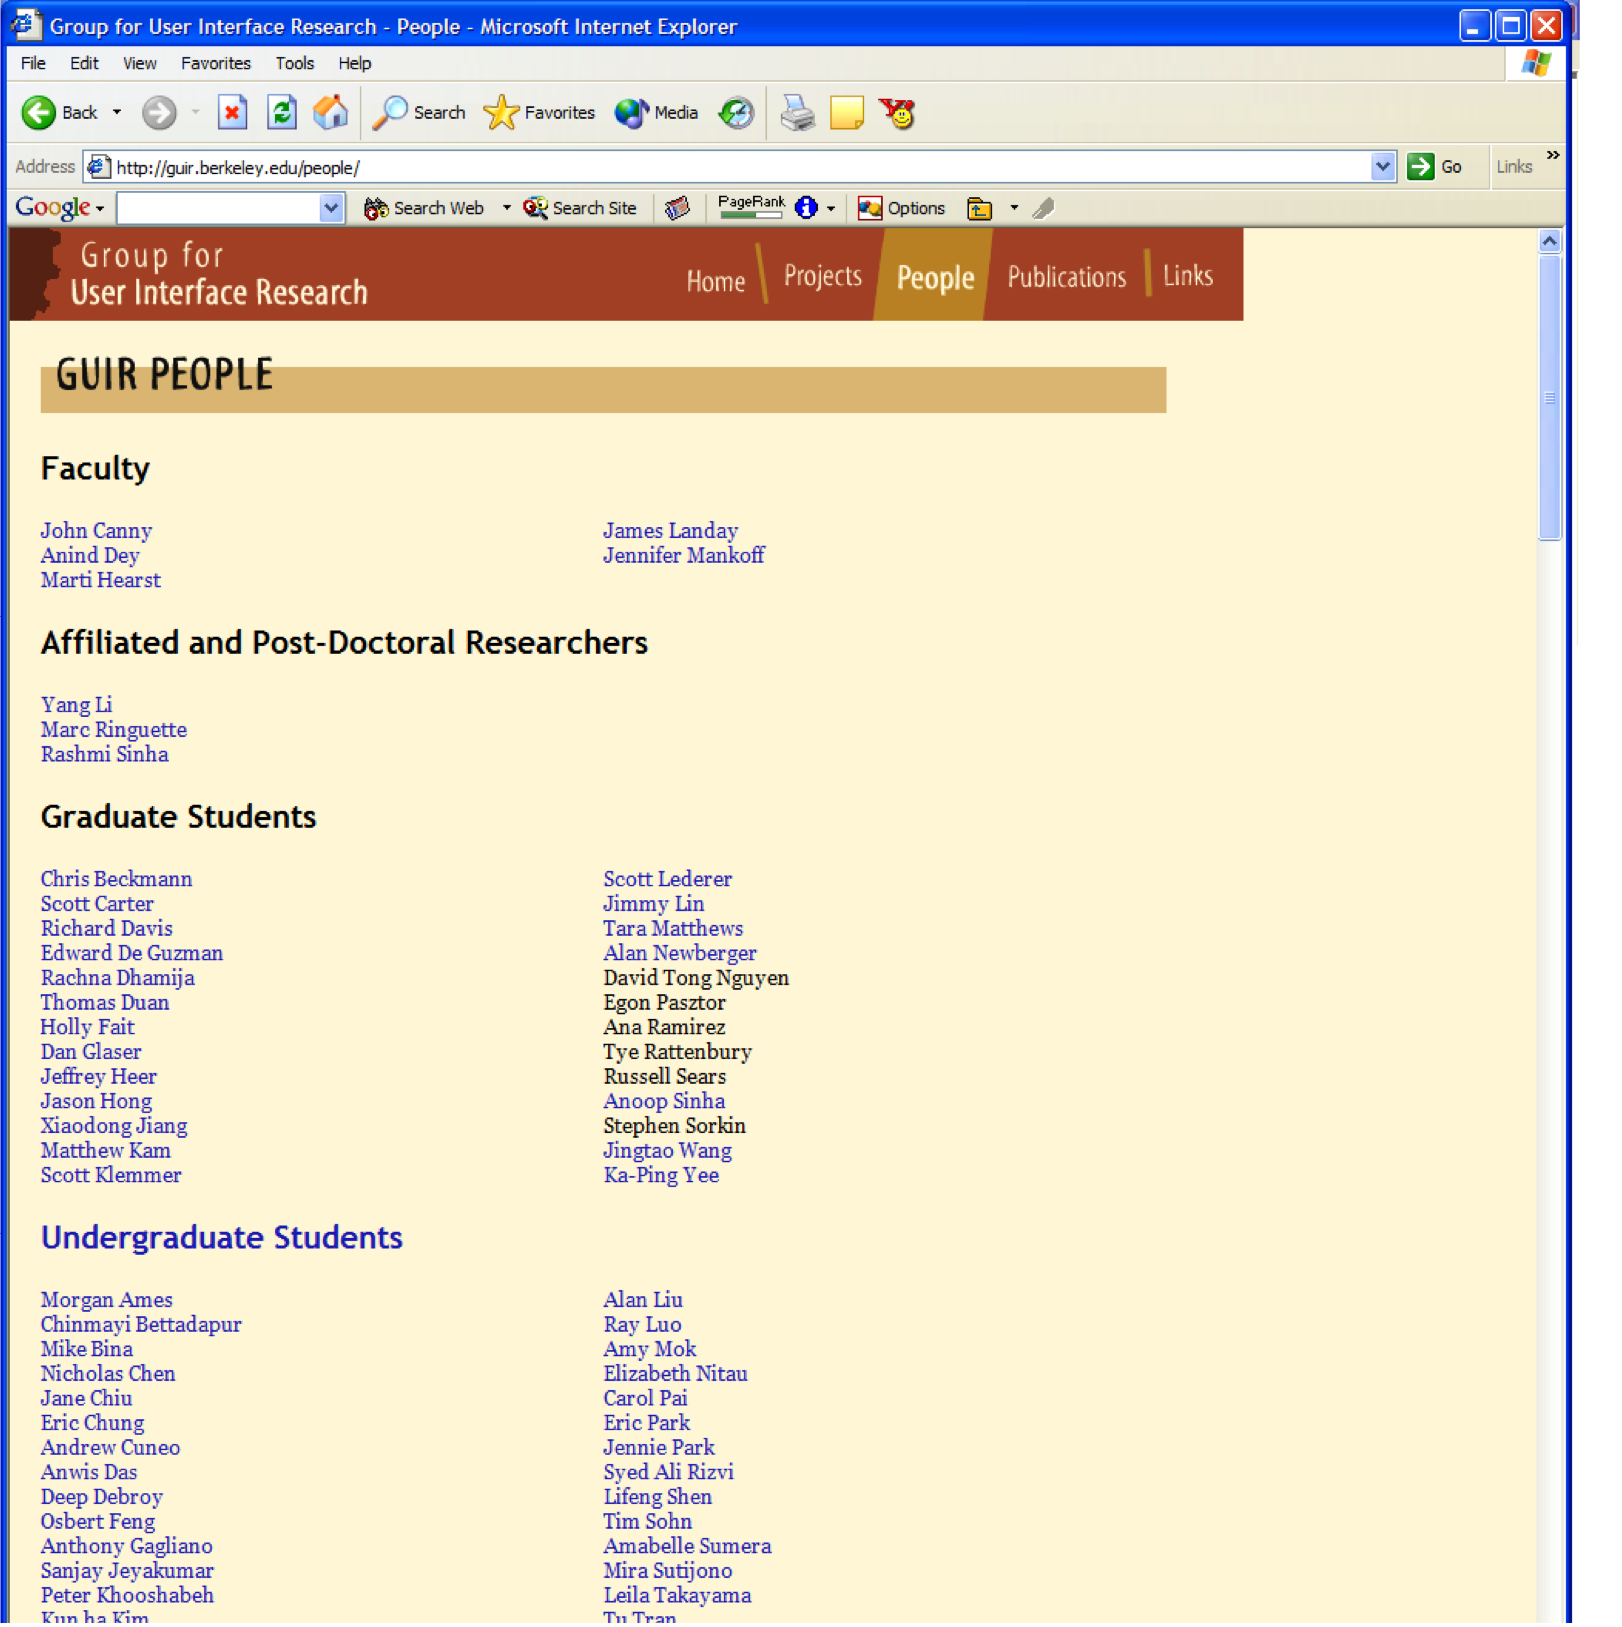 Group for User Interface Research - People - Microsoft Internet Explorer
File Edit View Favorites Tools Help
Back Search Favorites Media
Address http://guir.berkeley.edu/people/ Go Links »
Google Search Web Search Site PageRank Options
Group for
User Interface Research
Home Projects People Publications Links
GUIR PEOPLE
Faculty
John Canny
Anind Dey
Marti Hearst
James Landay
Jennifer Mankoff
Affiliated and Post-Doctoral Researchers
Yang Li
Marc Ringuette
Rashmi Sinha
Graduate Students
Chris Beckmann
Scott Carter
Richard Davis
Edward De Guzman
Rachna Dhamija
Thomas Duan
Holly Fait
Dan Glaser
Jeffrey Heer
Jason Hong
Xiaodong Jiang
Matthew Kam
Scott Klemmer
Scott Lederer
Jimmy Lin
Tara Matthews
Alan Newberger
David Tong Nguyen
Egon Pasztor
Ana Ramirez
Tye Rattenbury
Russell Sears
Anoop Sinha
Stephen Sorkin
Jingtao Wang
Ka-Ping Yee
Undergraduate Students
Morgan Ames
Chinmayi Bettadapur
Mike Bina
Nicholas Chen
Jane Chiu
Eric Chung
Andrew Cuneo
Anwis Das
Deep Debroy
Osbert Feng
Anthony Gagliano
Sanjay Jeyakumar
Peter Khooshabeh
Kun ha Kim
Alan Liu
Ray Luo
Amy Mok
Elizabeth Nitau
Carol Pai
Eric Park
Jennie Park
Syed Ali Rizvi
Lifeng Shen
Tim Sohn
Amabelle Sumera
Mira Sutijono
Leila Takayama
Tu Tran